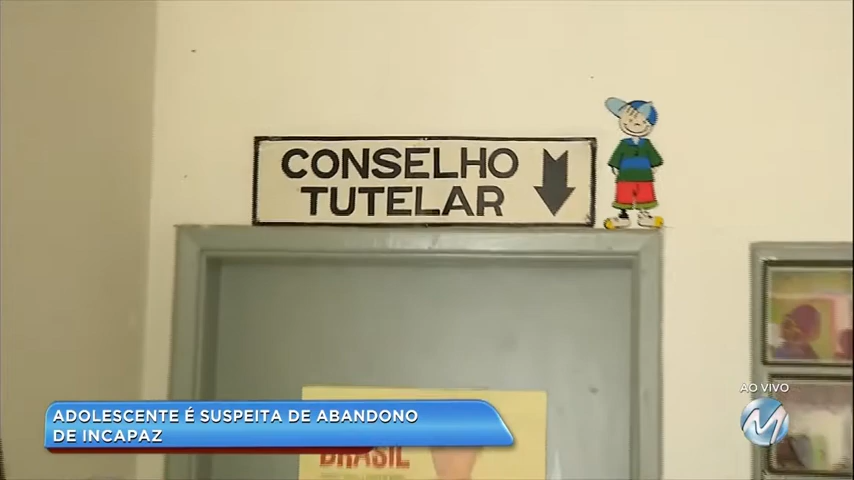 CONSELHO
TUTELAR
AO VIVO
ADOLESCENTE É SUSPEITA DE ABANDONO
DE INCAPAZ
BRASIL